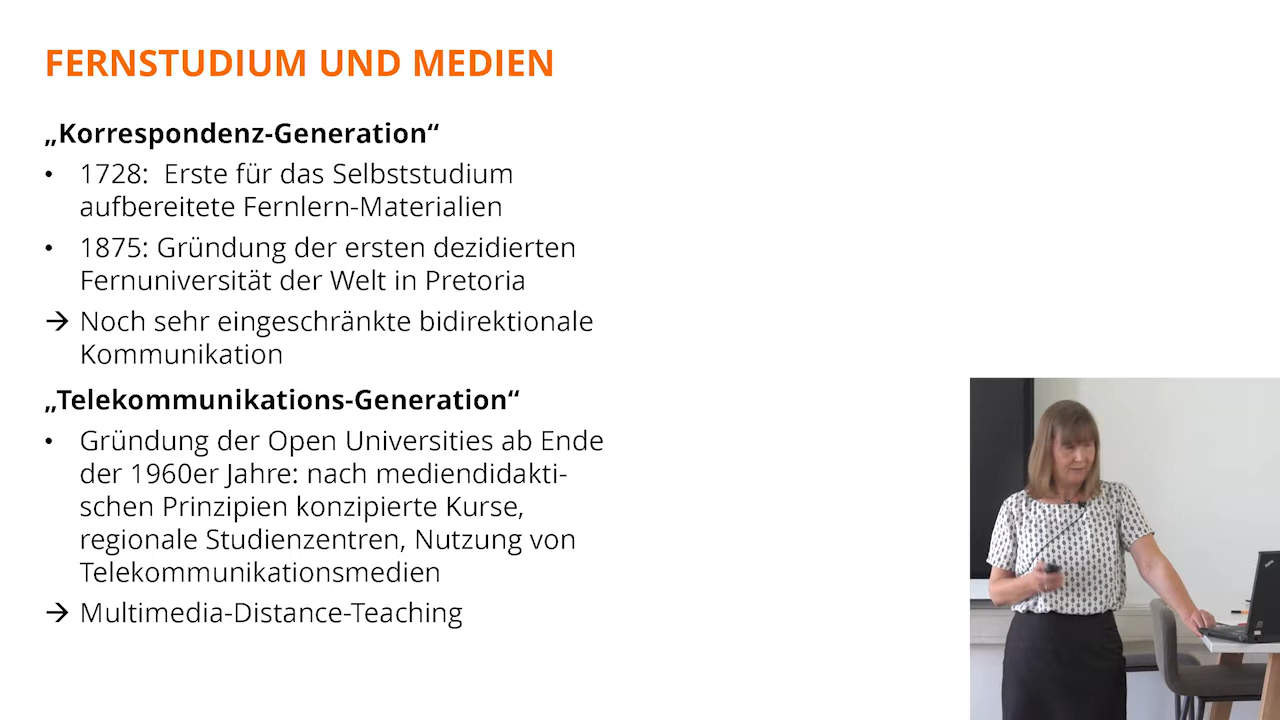 FERNSTUDIUM UND MEDIEN
„Korrespondenz-Generation“
• 1728: Erste für das Selbststudium
aufbereitete Fernlern-Materialien
• 1875: Gründung der ersten dezidierten
Fernuniversität der Welt in Pretoria
→ Noch sehr eingeschränkte bidirektionale
Kommunikation
„Telekommunikations-Generation“
• Gründung der Open Universities ab Ende
der 1960er Jahre: nach mediendidakti-
schen Prinzipien konzipierte Kurse,
regionale Studienzentren, Nutzung von
Telekommunikationsmedien
→ Multimedia-Distance-Teaching